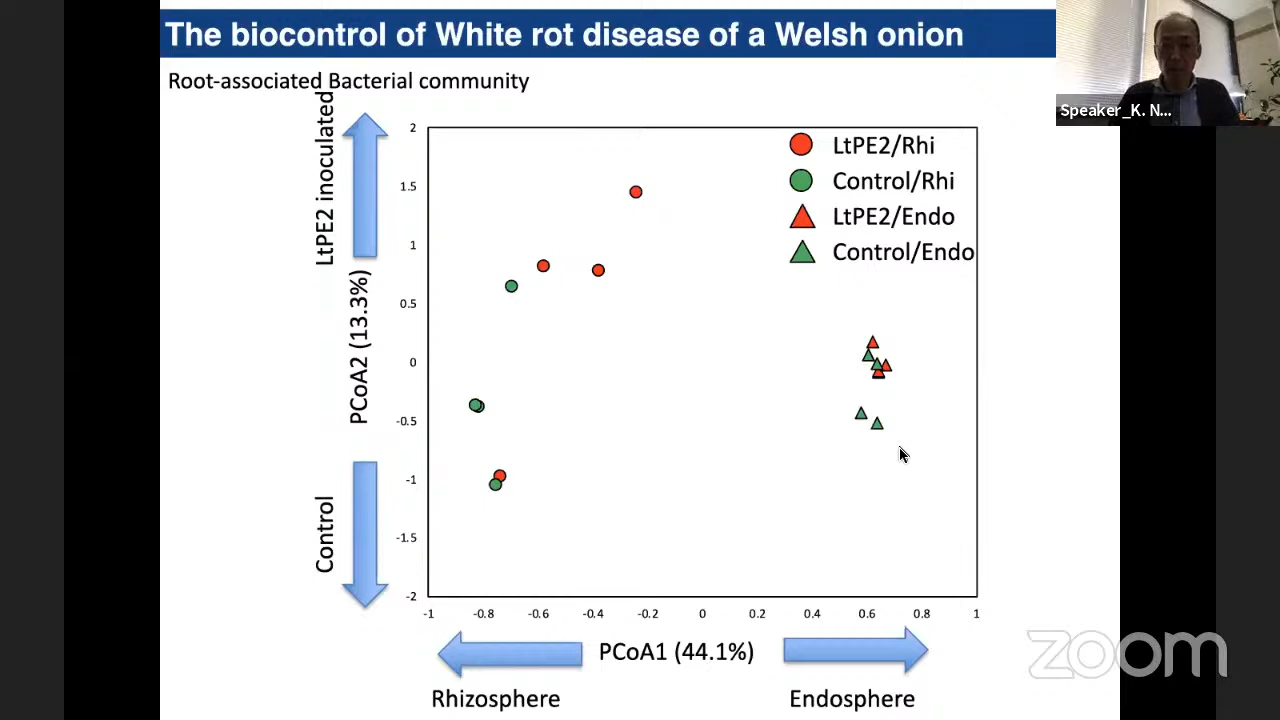 The biocontrol of White rot disease of a Welsh onion
Speaker_K. N...
Root-associated Bacterial community
LtPE2 inoculated
PCoA2 (13.3%)
Control
2
1.5
1
0.5
0
-0.5
-1
-1.5
-2
LtPE2/Rhi
Control/Rhi
LtPE2/Endo
Control/Endo
-1 -0.8 -0.6 -0.4 -0.2 0 0.2 0.4 0.6 0.8 1
PCoA1 (44.1%)
Rhizosphere Endosphere
zoom